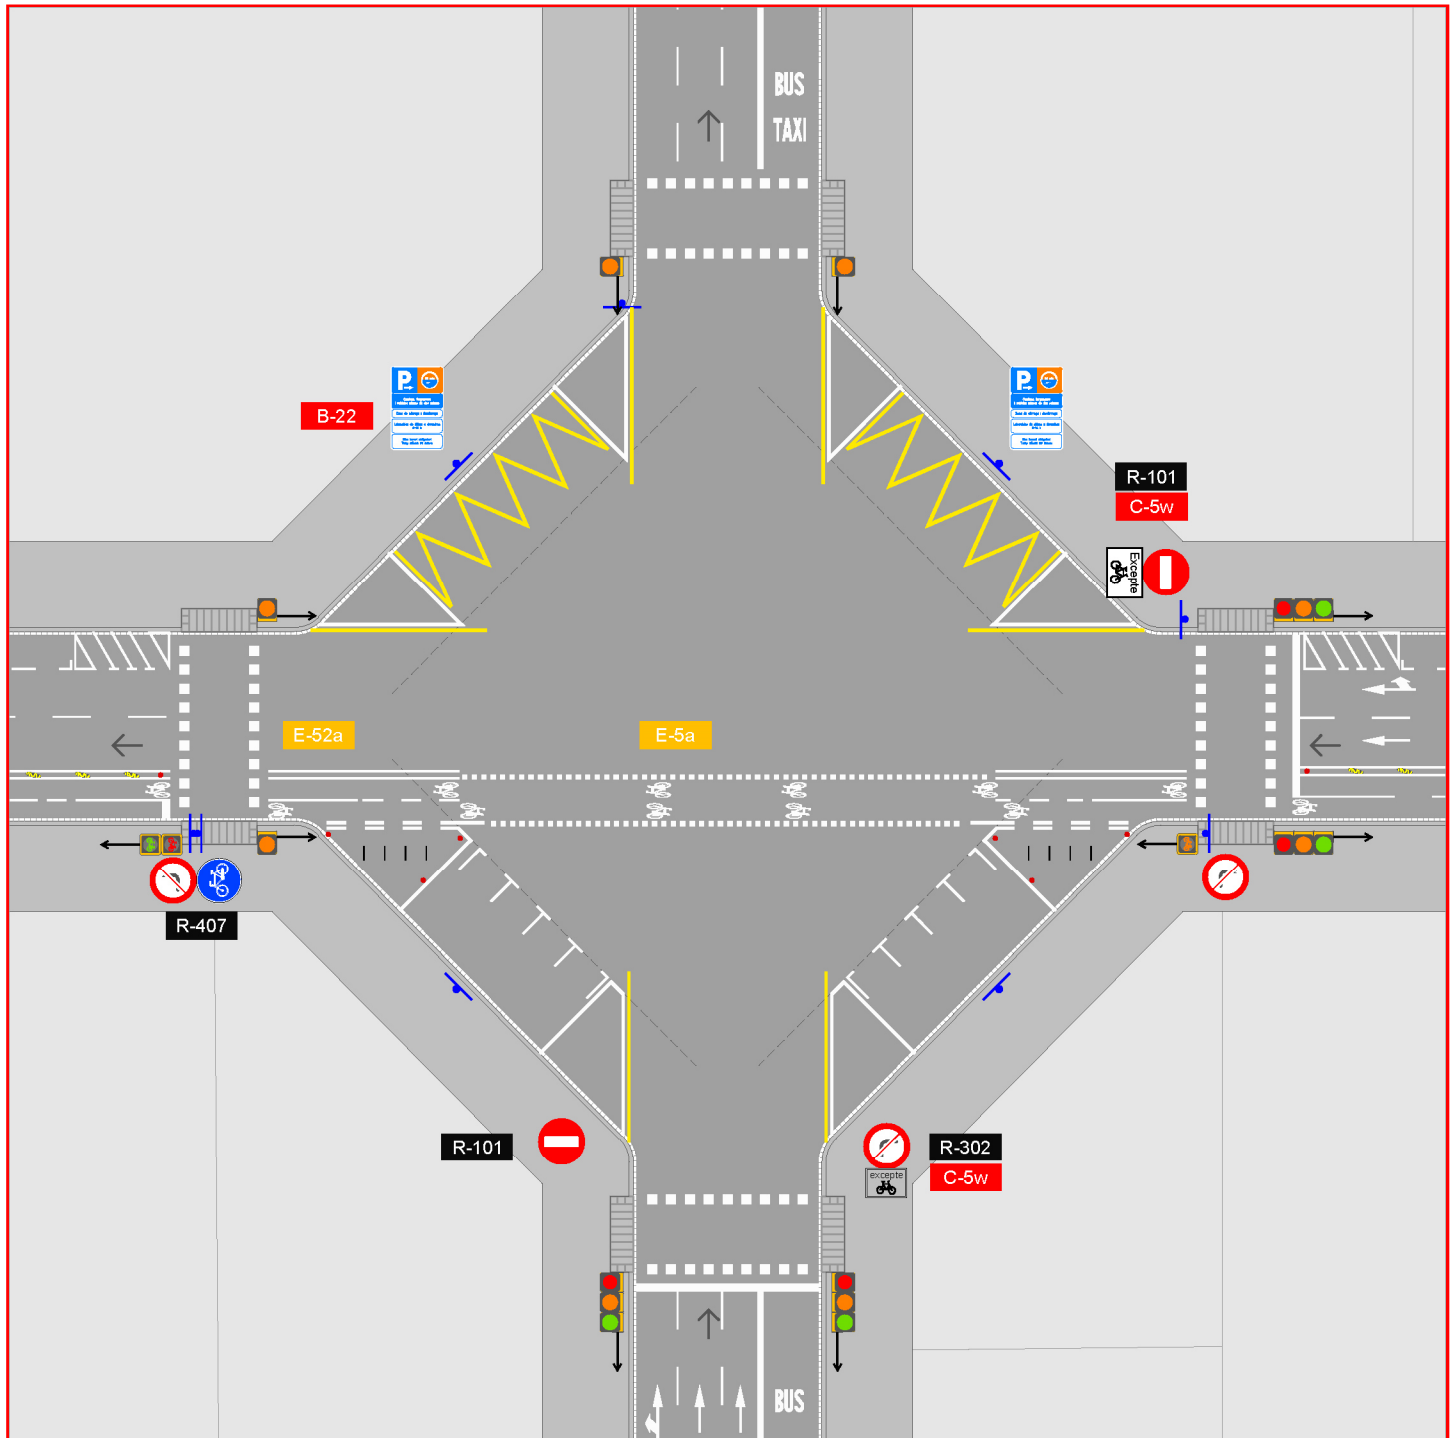 BUS
TAXI
B-22
P
P
R-101
C-5w
Excepte
E-52a
E-5a
R-407
R-101
R-302
C-5w
excepte
BUS